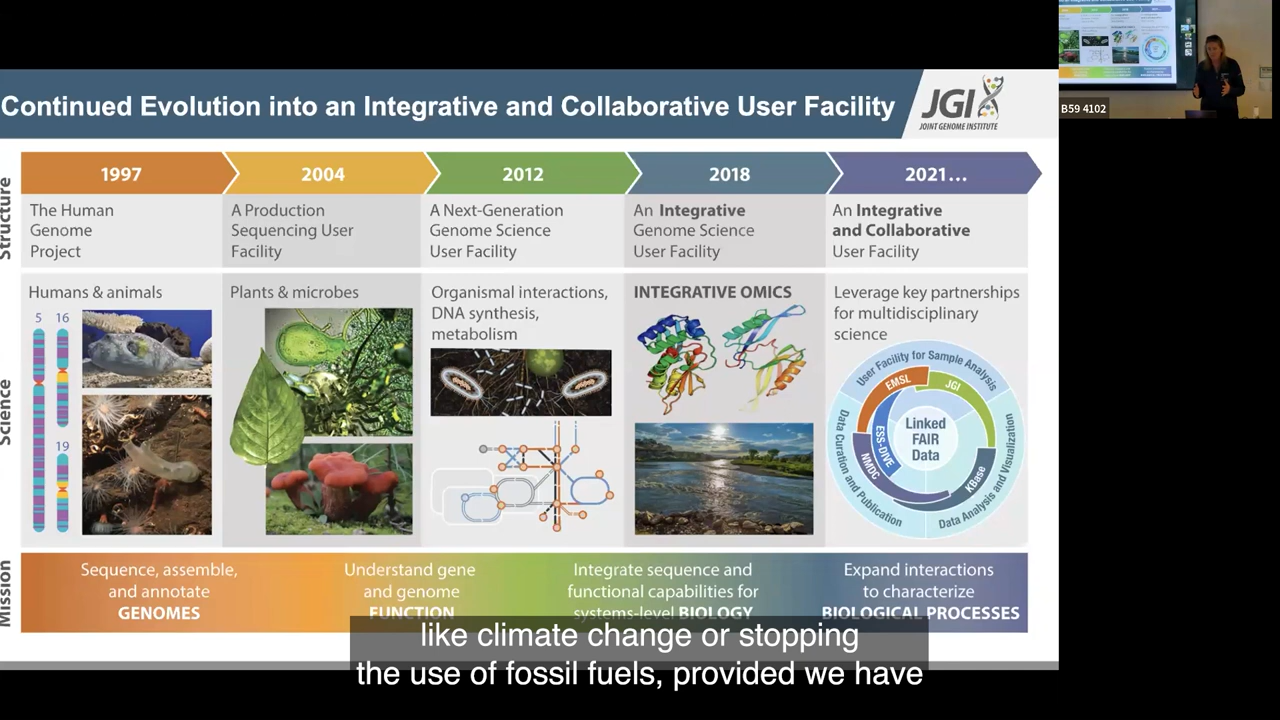 Continued Evolution into an Integrative and Collaborative User Facility
JGI
JOINT GENOME INSTITUTE
B59 4102
Structure
1997
2004
2012
2018
2021...
The Human
Genome
Project
A Production
Sequencing User
Facility
A Next-Generation
Genome Science
User Facility
An Integrative
Genome Science
User Facility
An Integrative
and Collaborative
User Facility
Science
Humans & animals
5
16
19
Plants & microbes
Organismal interactions,
DNA synthesis,
metabolism
INTEGRATIVE OMICS
Leverage key partnerships
for multidisciplinary
science
User Facility for Sample Analysis
Data Analysis and Visualization
Data Curation and Publication
EMSL
JGI
ESS-DIVE
NMDC
KBase
Linked
FAIR
Data
Mission
Sequence, assemble,
and annotate
GENOMES
Understand gene
and genome
FUNCTION
Integrate sequence and
functional capabilities for
systems-level BIOLOGY
Expand interactions
to characterize
BIOLOGICAL PROCESSES
like climate change or stopping
the use of fossil fuels, provided we have